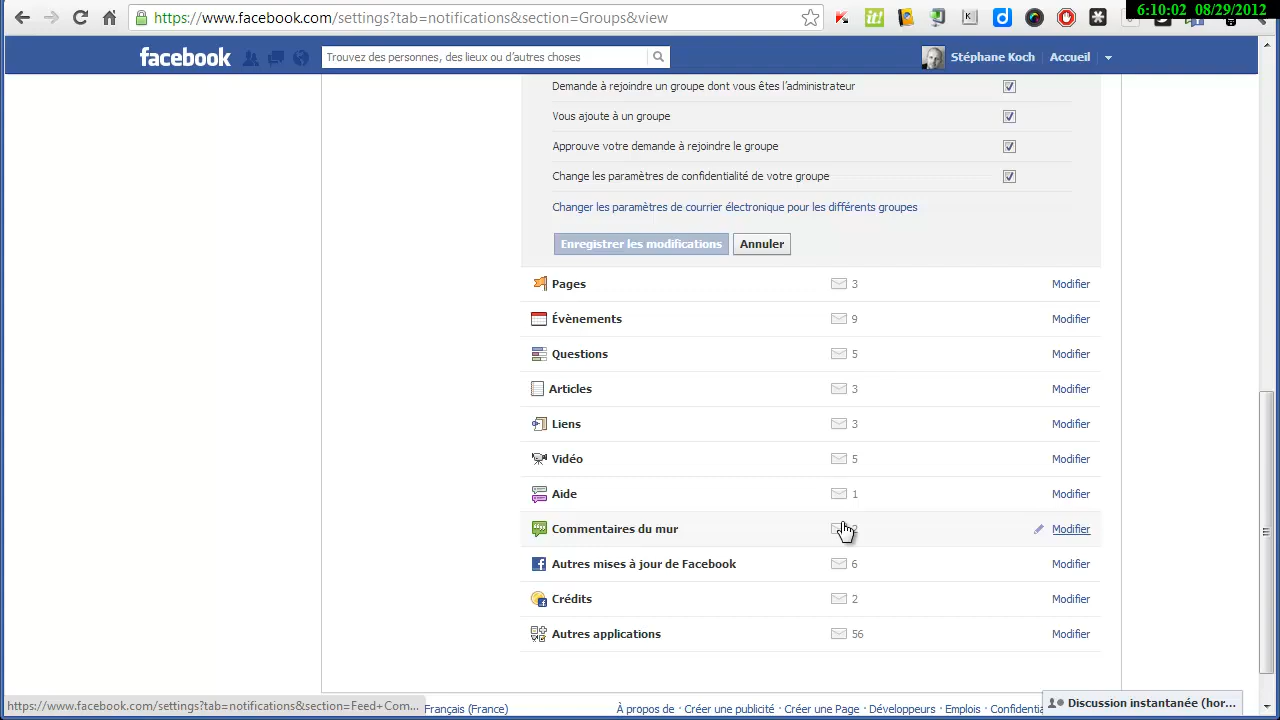 https://www.facebook.com/settings?tab=notifications&section=Groups&view
6:10:02 08/29/2012
facebook
Trouvez des personnes, des lieux ou d'autres choses
Stéphane Koch
Accueil
Demande à rejoindre un groupe dont vous êtes l'administrateur
Vous ajoute à un groupe
Approuve votre demande à rejoindre le groupe
Change les paramètres de confidentialité de votre groupe
Changer les paramètres de courrier électronique pour les différents groupes
Enregistrer les modifications Annuler
Pages 3 Modifier
Évènements 9 Modifier
Questions 5 Modifier
Articles 3 Modifier
Liens 3 Modifier
Vidéo 5 Modifier
Aide 1 Modifier
Commentaires du mur 2 Modifier
Autres mises à jour de Facebook 6 Modifier
Crédits 2 Modifier
Autres applications 56 Modifier
https://www.facebook.com/settings?tab=notifications&section=Feed+Com...
Français (France)
À propos de · Créer une publicité · Créer une Page · Développeurs · Emplois ·
Discussion instantanée (hor...